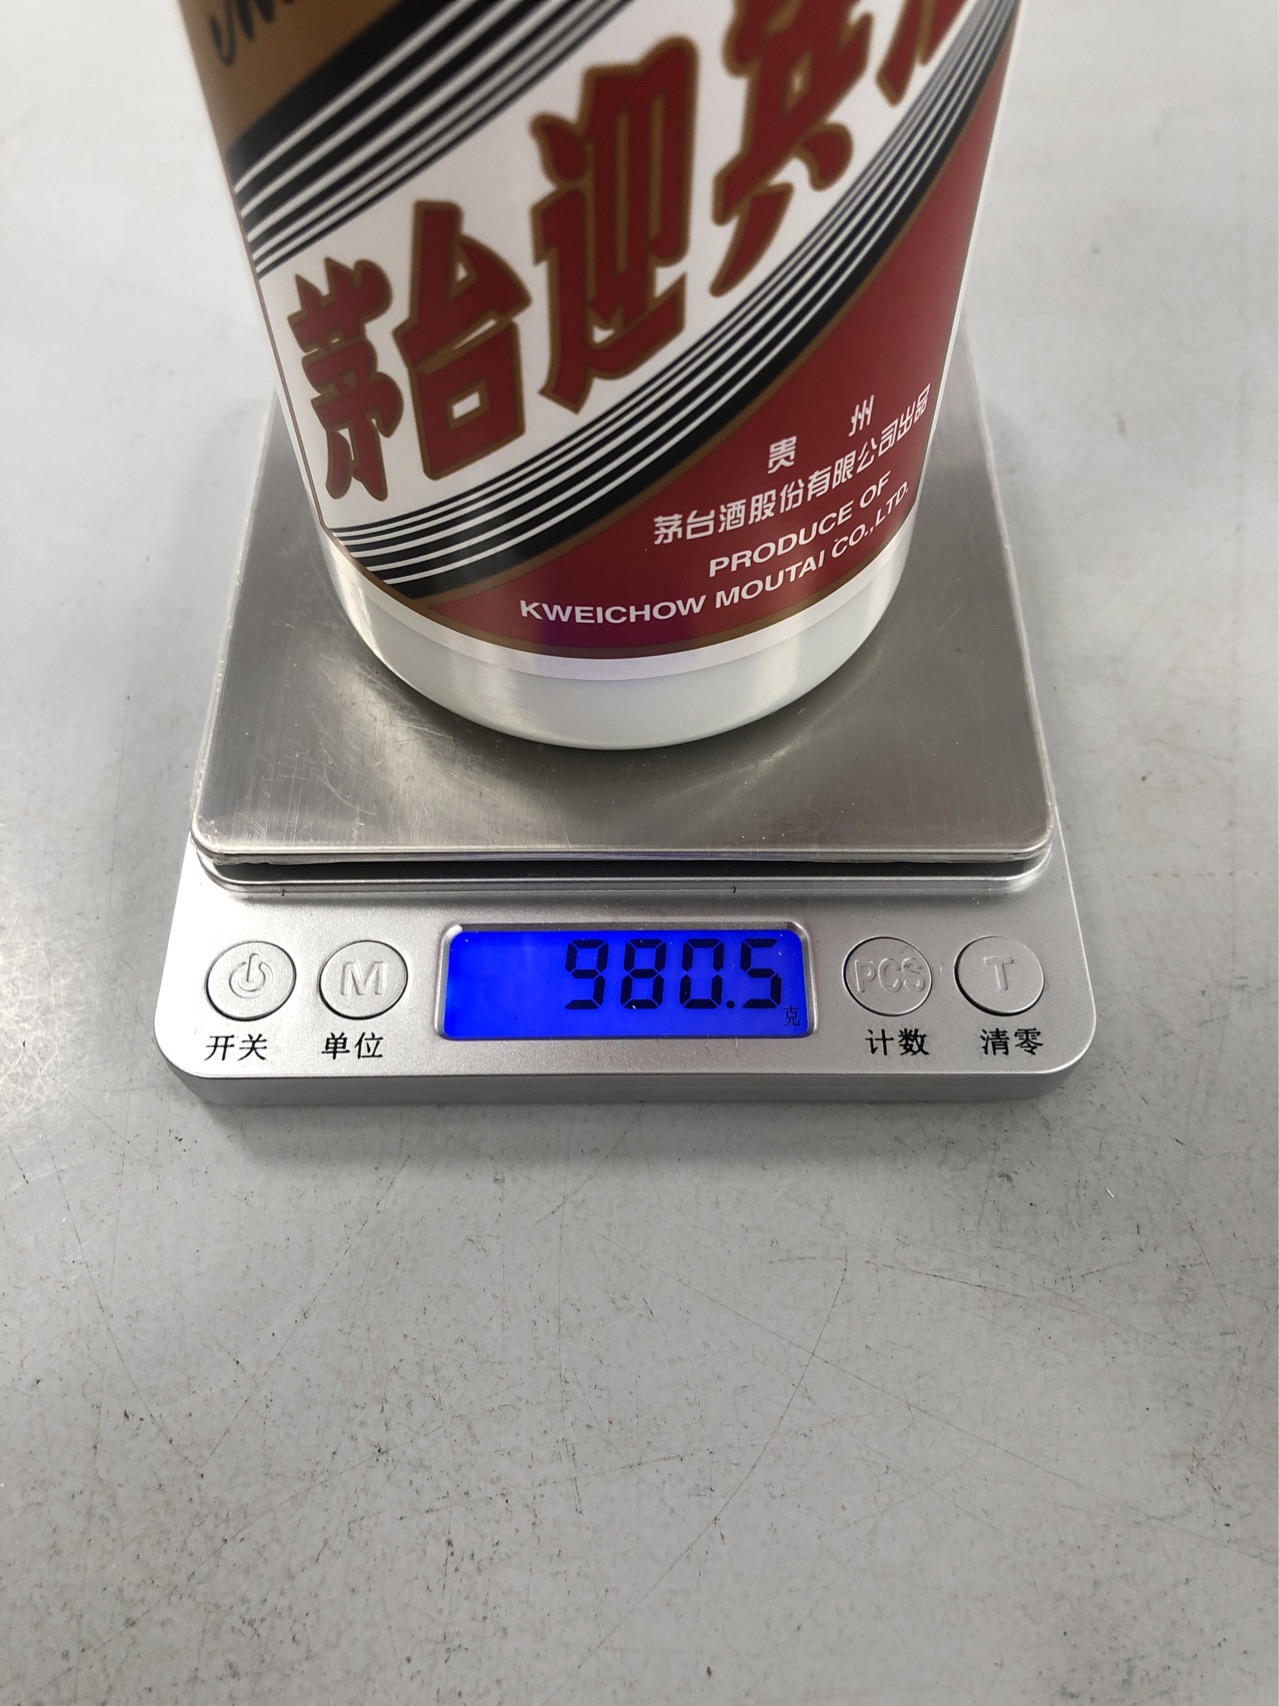 茅台迎宾
贵 州
茅台酒股份有限公司出品
PRODUCE OF
KWEICHOW MOUTAI CO.,LTD.
980.5
克
M
PCS
T
开关
单位
计数
清零